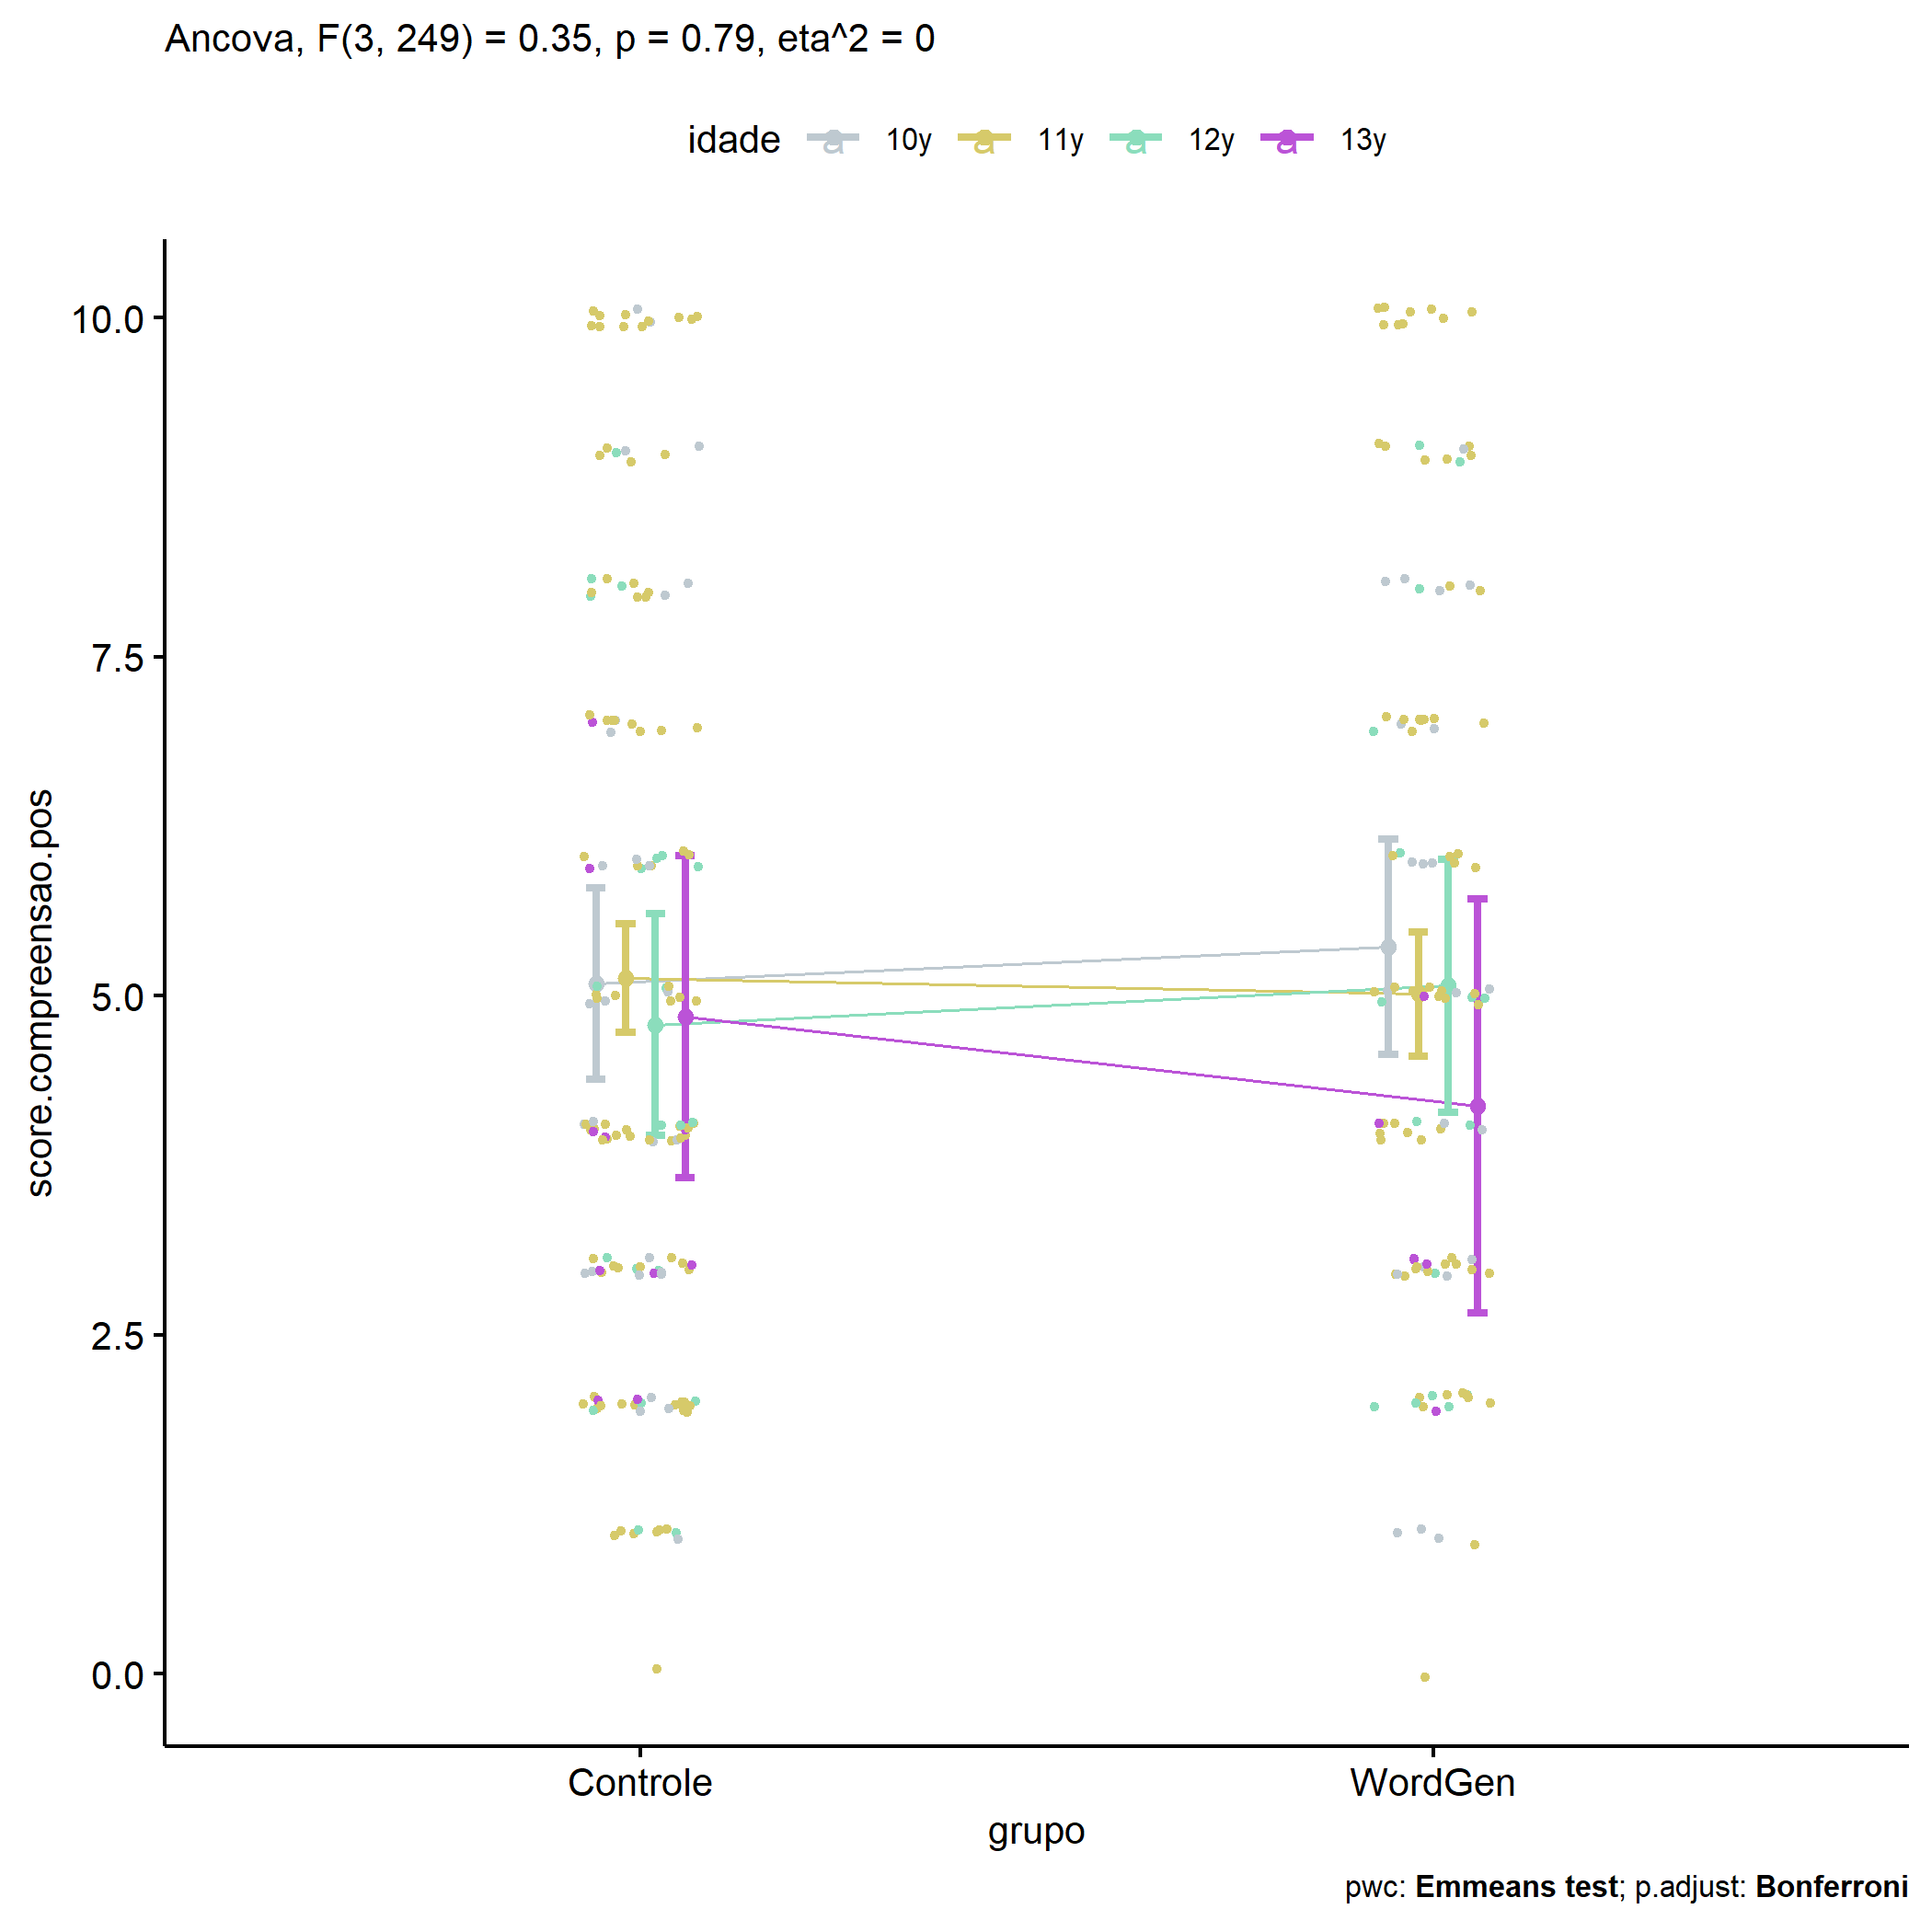 Ancova, F(3, 249) = 0.35, p = 0.79, eta^2 = 0
idade a 10y a 11y a 12y a 13y
10.0
7.5
5.0
2.5
0.0
score.compreensao.pos
Controle WordGen
grupo
pwc: Emmeans test; p.adjust: Bonferroni